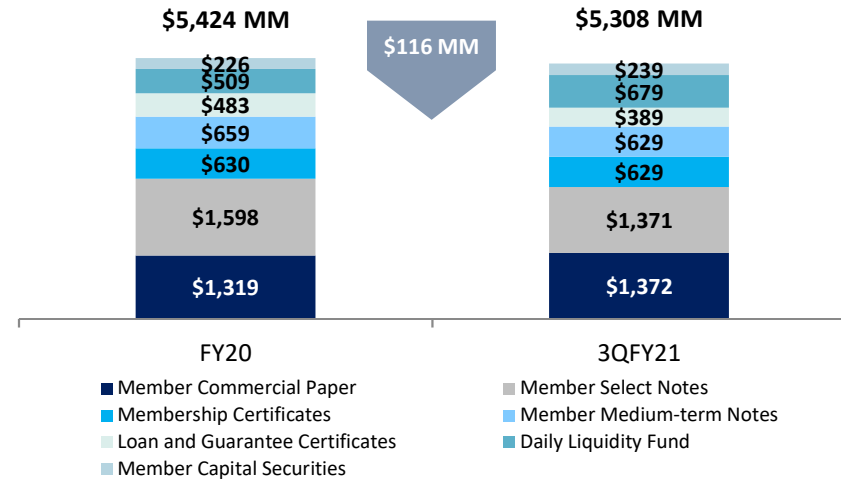 $5,424 MM
$116 MM
$5,308 MM
$226
$509
$483
$659
$630
$1,598
$1,319
$239
$679
$389
$629
$629
$1,371
$1,372
FY20
3QFY21
Member Commercial Paper
Member Select Notes
Membership Certificates
Member Medium-term Notes
Loan and Guarantee Certificates
Daily Liquidity Fund
Member Capital Securities